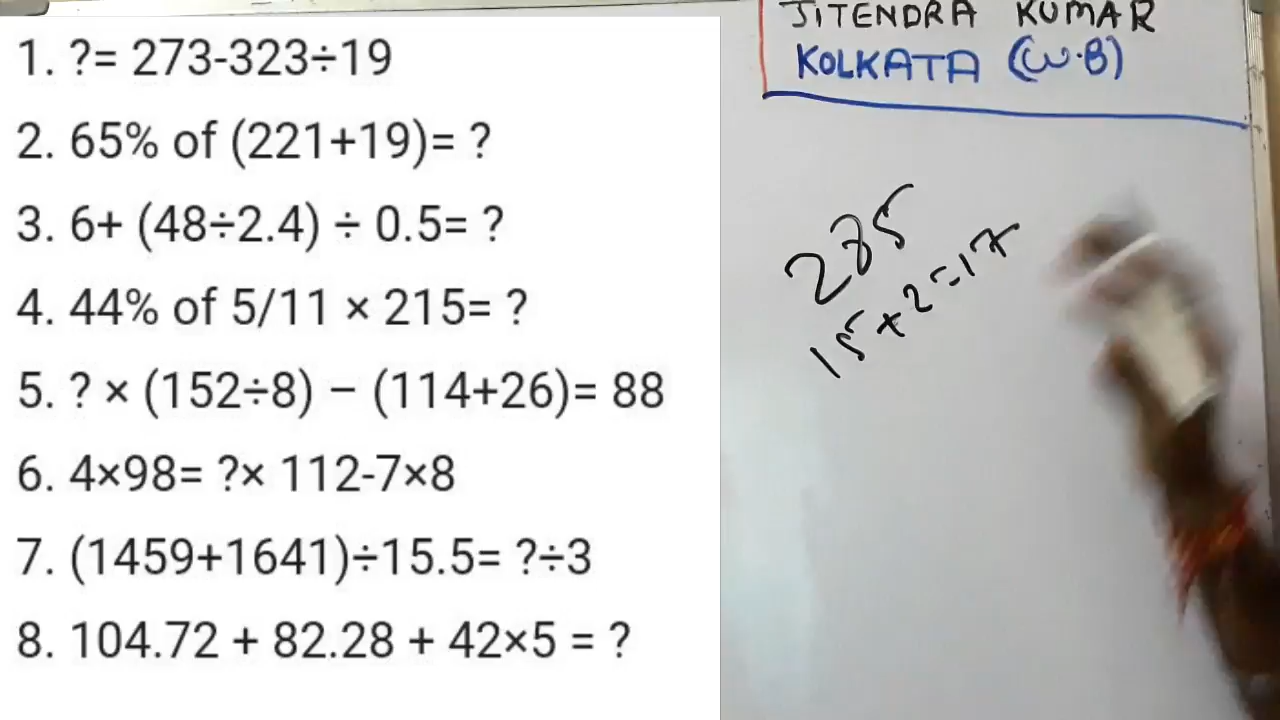 1. ?= 273-323÷19
2. 65% of (221+19)= ?
3. 6+ (48÷2.4) ÷ 0.5= ?
4. 44% of 5/11 × 215= ?
5. ? × (152÷8) − (114+26)= 88
6. 4×98= ?× 112-7×8
7. (1459+1641)÷15.5= ?÷3
8. 104.72 + 82.28 + 42×5 = ?
JITENDRA KUMAR
KOLKATA (W.B)
275
15+2=17